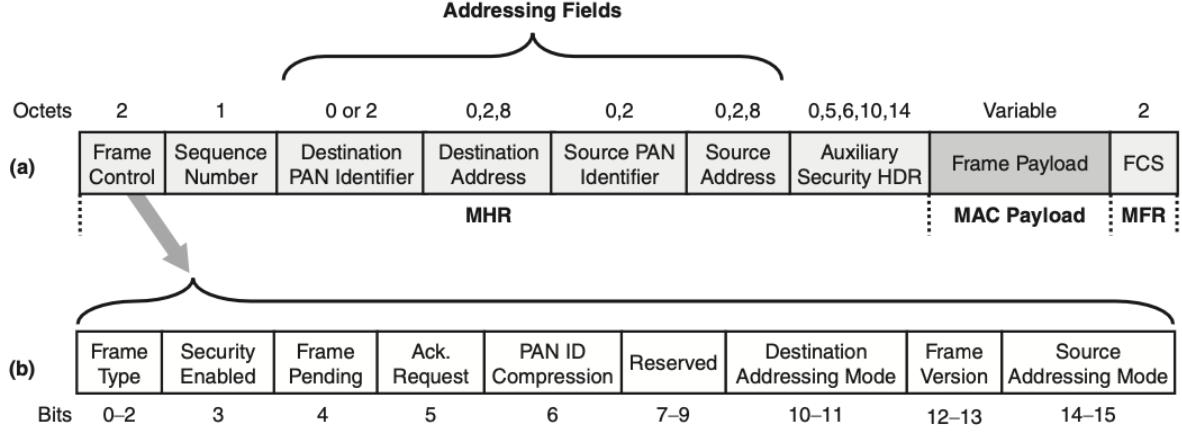 Addressing Fields
Octets 2 1 0 or 2 0,2,8 0,2 0,2,8 0,5,6,10,14 Variable 2
(a) Frame Control Sequence Number Destination PAN Identifier Destination Address Source PAN Identifier Source Address Auxiliary Security HDR Frame Payload FCS
MHR MAC Payload MFR
(b) Frame Type Security Enabled Frame Pending Ack. Request PAN ID Compression Reserved Destination Addressing Mode Frame Version Source Addressing Mode
Bits 0–2 3 4 5 6 7–9 10–11 12–13 14–15